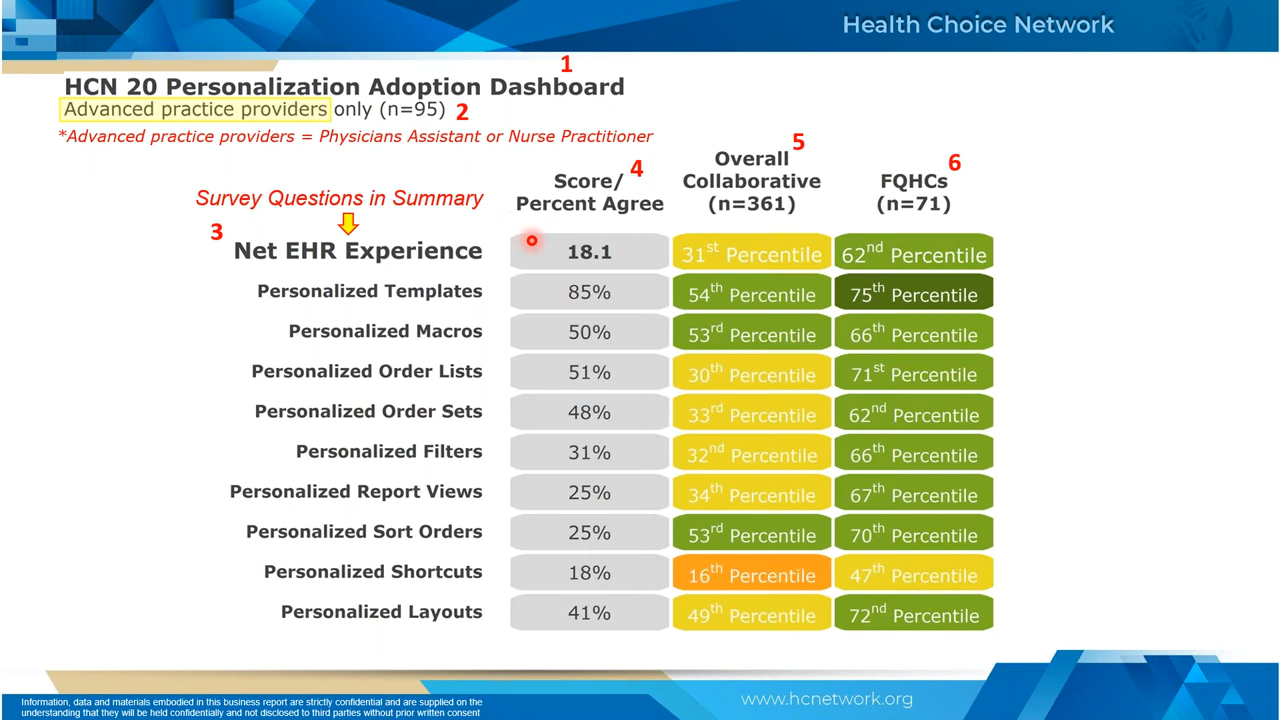 Health Choice Network
1
HCN 20 Personalization Adoption Dashboard
Advanced practice providers only (n=95) 2
*Advanced practice providers = Physicians Assistant or Nurse Practitioner
Survey Questions in Summary
4
Score/
Percent Agree
5
Overall
Collaborative
(n=361)
6
FQHCs
(n=71)
3
Net EHR Experience 18.1 31st Percentile 62nd Percentile
Personalized Templates 85% 54th Percentile 75th Percentile
Personalized Macros 50% 53rd Percentile 66th Percentile
Personalized Order Lists 51% 30th Percentile 71st Percentile
Personalized Order Sets 48% 33rd Percentile 62nd Percentile
Personalized Filters 31% 32nd Percentile 66th Percentile
Personalized Report Views 25% 34th Percentile 67th Percentile
Personalized Sort Orders 25% 53rd Percentile 70th Percentile
Personalized Shortcuts 18% 16th Percentile 47th Percentile
Personalized Layouts 41% 49th Percentile 72nd Percentile
Information, data and materials embodied in this business report are strictly confidential and are supplied on the
understanding that they will be held confidentially and not disclosed to third parties without prior written consent
www.hcnetwork.org